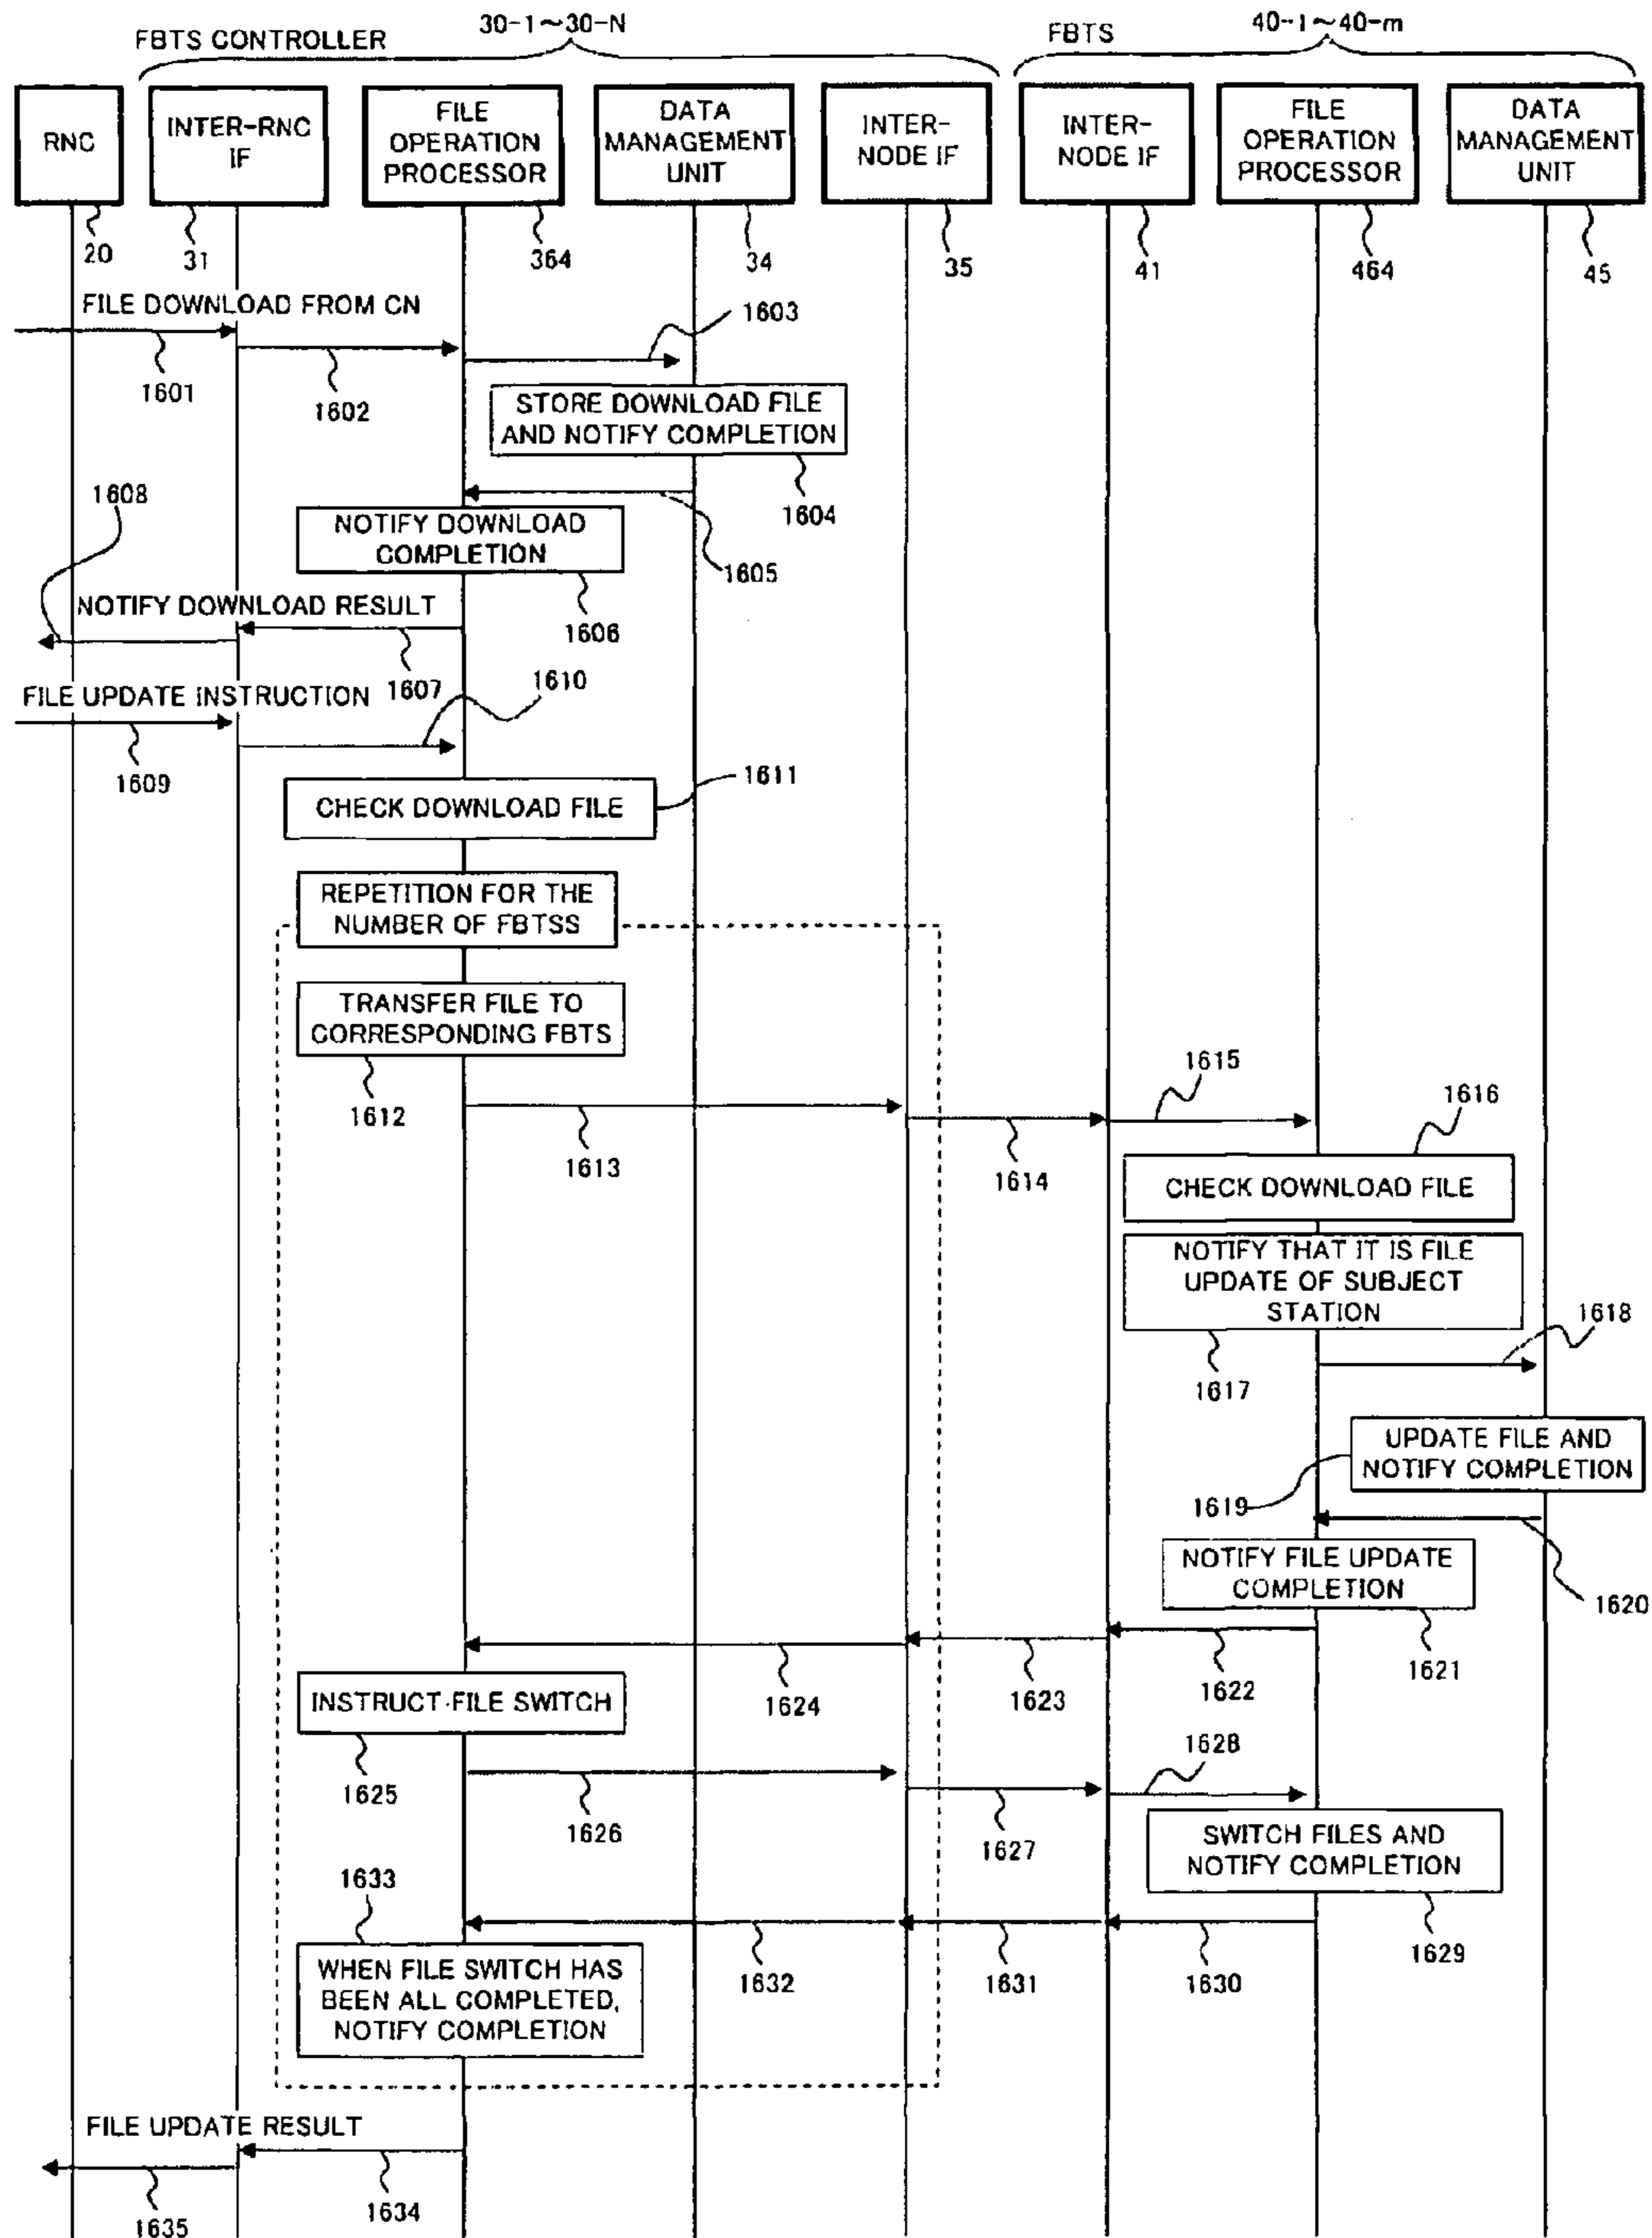 30-1~30-N
40-1~40-m
FBTS CONTROLLER
FBTS
RNC
INTER-RNC
IF
FILE
OPERATION
PROCESSOR
DATA
MANAGEMENT
UNIT
INTER-
NODE IF
INTER-
NODE IF
FILE
OPERATION
PROCESSOR
DATA
MANAGEMENT
UNIT
20
31
364
34
35
41
464
45
FILE DOWNLOAD FROM CN
1603
1601
1602
STORE DOWNLOAD FILE
AND NOTIFY COMPLETION
1608
1604
NOTIFY DOWNLOAD
COMPLETION
1605
NOTIFY DOWNLOAD RESULT
1606
1607
1610
FILE UPDATE INSTRUCTION
1609
1611
CHECK DOWNLOAD FILE
REPETITION FOR THE
NUMBER OF FBTSS
TRANSFER FILE TO
CORRESPONDING FBTS
1612
1615
1616
1613
1614
CHECK DOWNLOAD FILE
NOTIFY THAT IT IS FILE
UPDATE OF SUBJECT
STATION
1618
1617
UPDATE FILE AND
NOTIFY COMPLETION
1619
NOTIFY FILE UPDATE
COMPLETION
1620
1621
INSTRUCT FILE SWITCH
1624
1623
1622
1625
1628
1626
1627
SWITCH FILES AND
NOTIFY COMPLETION
1633
1629
WHEN FILE SWITCH HAS
BEEN ALL COMPLETED,
NOTIFY COMPLETION
1632
1631
1630
FILE UPDATE RESULT
1634
1635